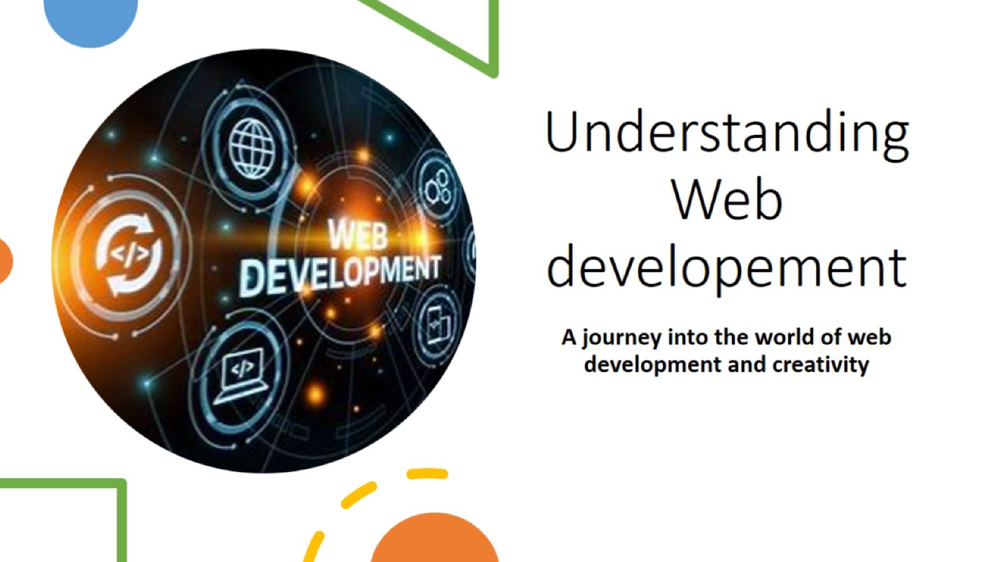 WEB
DEVELOPMENT
</>
</>
Understanding
Web
developement
A journey into the world of web
development and creativity